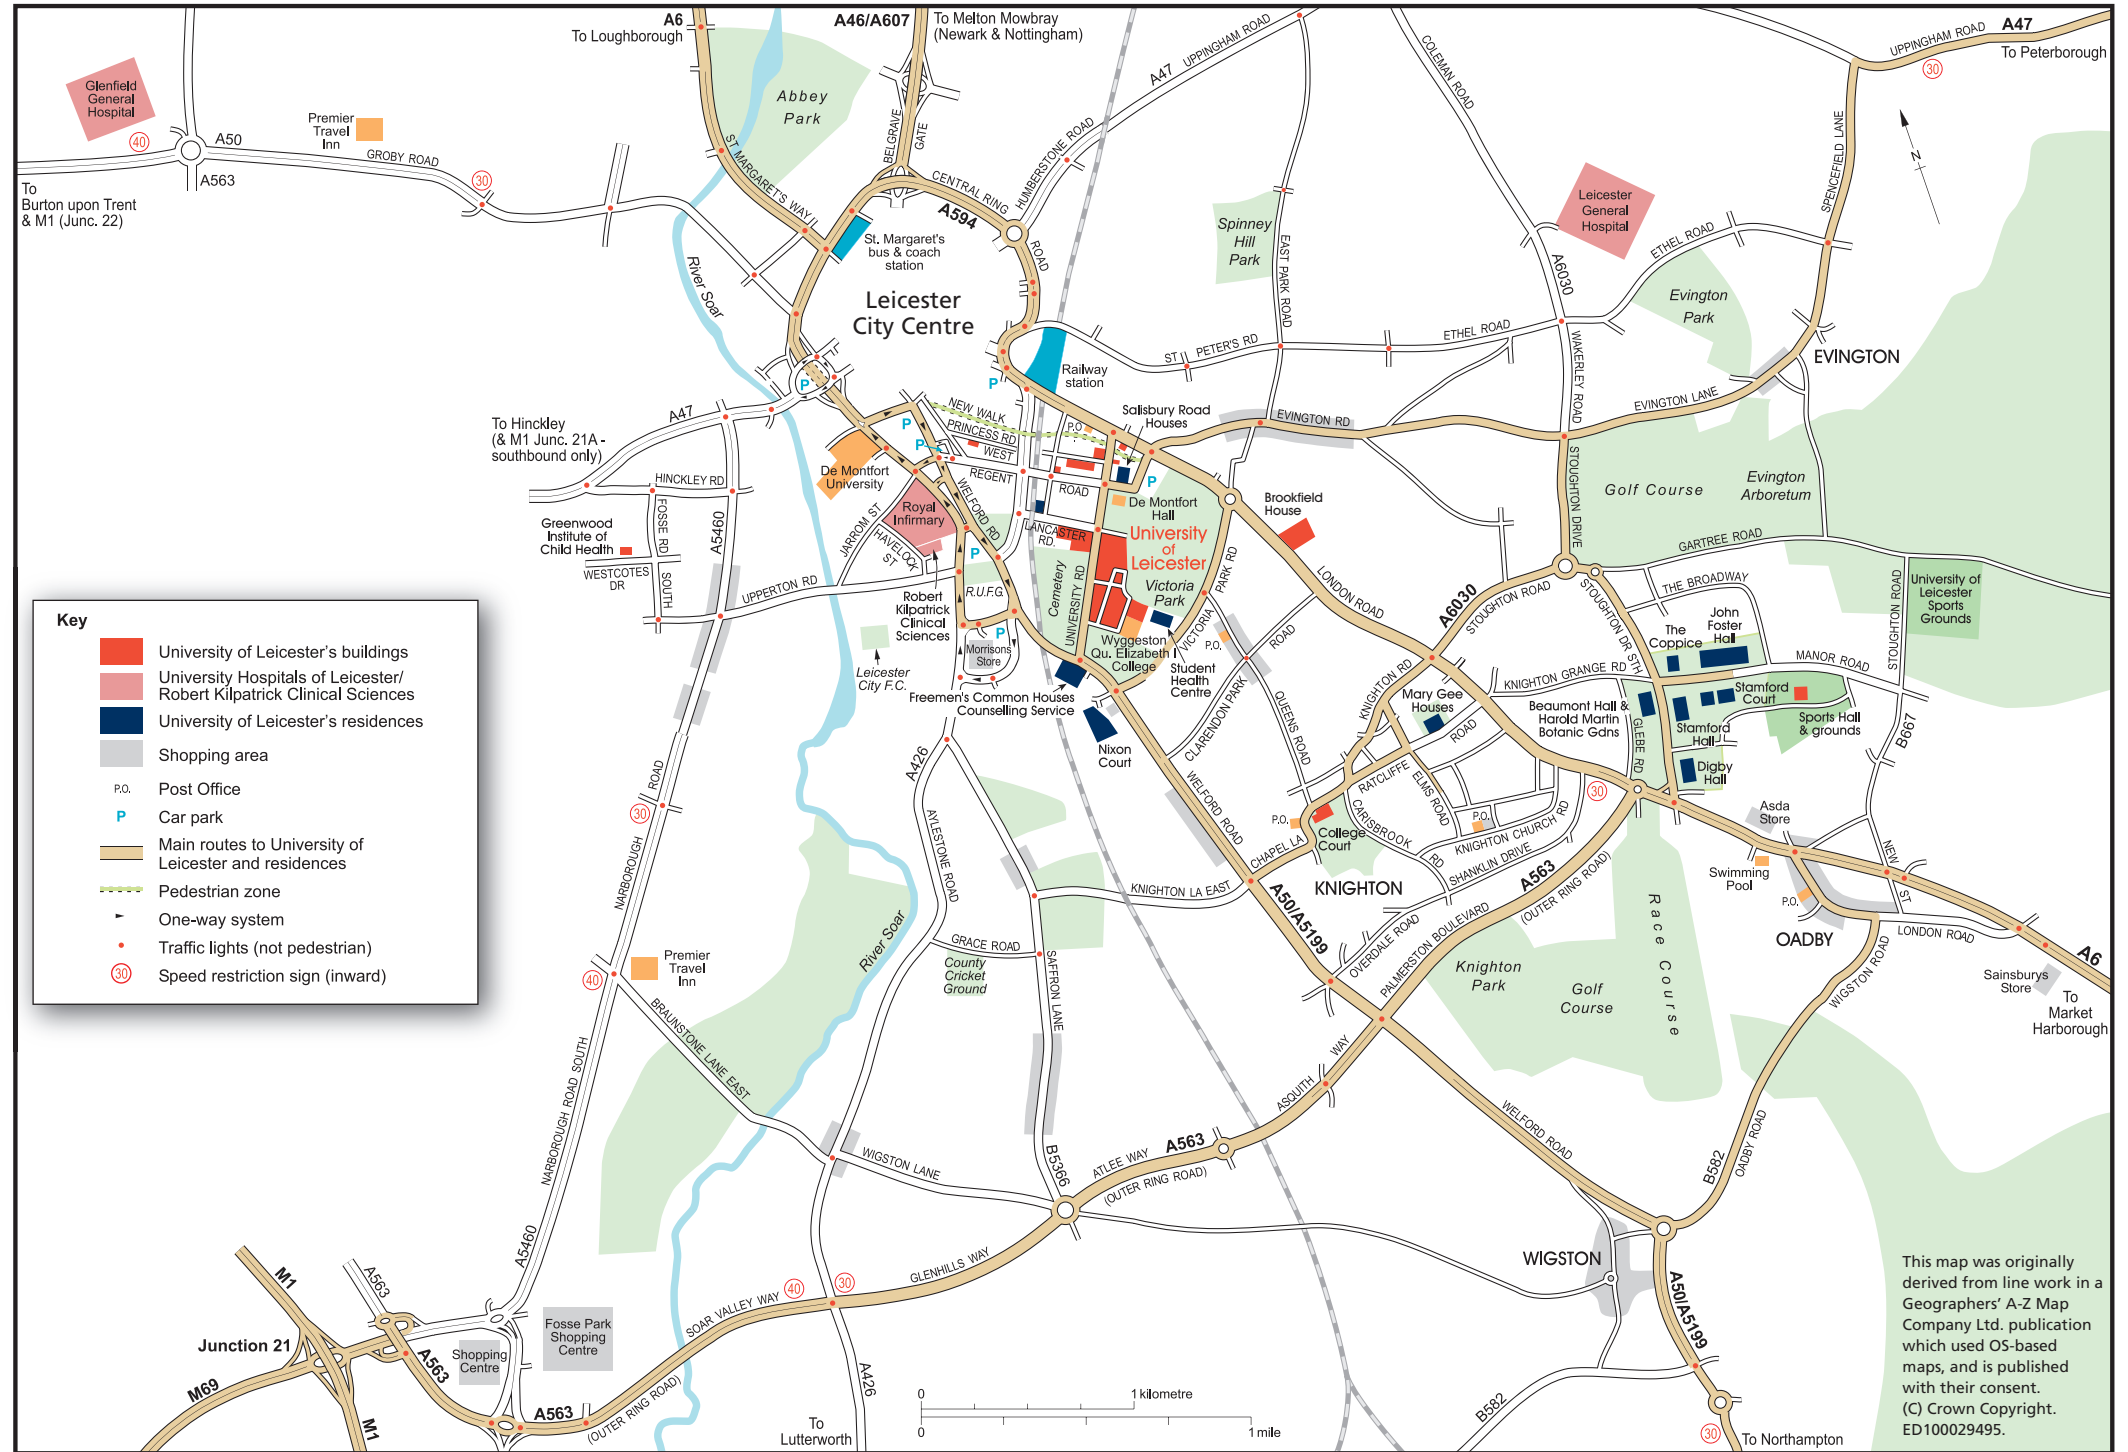 A6
To Loughborough
A46/A607
To Melton Mowbray
(Newark & Nottingham)
A47
UPPINGHAM ROAD
COLEMAN ROAD
UPPINGHAM ROAD
A47
To Peterborough
30
Glenfield
General
Hospital
40
A50
A563
To
Burton upon Trent
& M1 (Junc. 22)
Premier
Travel
Inn
GROBY ROAD
30
Abbey
Park
ST MARGARET'S WAY
BELGRAVE
GATE
CENTRAL RING
ROAD
A594
HUMBERSTONE ROAD
St. Margaret's
bus & coach
station
River Soar
Leicester
City Centre
Spinney
Hill
Park
EAST PARK ROAD
Leicester
General
Hospital
SPENCEFIELD LANE
N
ETHEL ROAD
A6030
Evington
Park
ETHEL ROAD
ST PETER'S RD
WAKERLEY ROAD
EVINGTON
EVINGTON LANE
Railway
station
P
P
To Hinckley
(& M1 Junc. 21A -
southbound only)
A47
NEW WALK
PRINCESS RD
WEST
REGENT
ROAD
P.O
Salisbury Road
Houses
EVINGTON RD
P
P
P
De Montfort
University
De Montfort
Hall
HINCKLEY RD
FOSSE RD
SOUTH
A5460
Greenwood
Institute of
Child Health
WESTCOTES
DR
UPPERTON RD
Royal
Infirmary
JARROM ST
HAVELOCK
ST
WELFORD RD
P
LANCASTER
RD.
University
of
Leicester
Brookfield
House
Golf Course
Evington
Arboretum
STOUGHTON DRIVE
GARTREE ROAD
Cemetery
UNIVERSITY RD
Victoria
Park
VICTORIA
PARK RD
LONDON ROAD
A6030
STOUGHTON ROAD
STOUGHTON DR STH
THE BROADWAY
The
Coppice
John
Foster
Hall
University of
Leicester
Sports
Grounds
STOUGHTON ROAD
Robert
Kilpatrick
Clinical
Sciences
R.U.F.G.
P
Morrisons
Store
Leicester
City F.C.
Wyggeston
Qu. Elizabeth
College
Student
Health
Centre
P.O.
Freemen's Common Houses
Counselling Service
Nixon
Court
CLARENDON PARK
ROAD
QUEENS ROAD
KNIGHTON RD
Mary Gee
Houses
KNIGHTON GRANGE RD
MANOR ROAD
Beaumont Hall &
Harold Martin
Botanic Gdns
GLEBE RD
Stamford
Court
Stamford
Hall
Sports Hall
& grounds
Digby
Hall
B667
RATCLIFFE
ROAD
ELMS ROAD
CARISBROOK
RD
P.O.
College
Court
P.O.
KNIGHTON CHURCH RD
SHANKLIN DRIVE
30
Asda
Store
Swimming
Pool
NEW
ST
P.O.
OADBY
LONDON ROAD
A6
Sainsburys
Store
To
Market
Harborough
Key
University of Leicester's buildings
University Hospitals of Leicester/
Robert Kilpatrick Clinical Sciences
University of Leicester's residences
Shopping area
P.O. Post Office
P Car park
Main routes to University of
Leicester and residences
Pedestrian zone
One-way system
Traffic lights (not pedestrian)
30 Speed restriction sign (inward)
A426
AYLESTONE ROAD
NARBOROUGH
ROAD
30
WELFORD ROAD
CHAPEL LA
KNIGHTON LA EAST
KNIGHTON
A50/A5199
OVERDALE ROAD
PALMERSTON BOULEVARD
A563
(OUTER RING ROAD)
Race Course
WIGSTON ROAD
GRACE ROAD
County
Cricket
Ground
SAFFRON LANE
River Soar
Premier
Travel
Inn
40
Knighton
Park
Golf
Course
BRAUNSTONE LANE EAST
NARBOROUGH ROAD SOUTH
ASQUITH
WAY
WELFORD ROAD
OADBY ROAD
B582
WIGSTON LANE
B5366
ATLEE WAY
A563
(OUTER RING ROAD)
A5460
GLENHILLS WAY
WIGSTON
A50/A5199
M1
A563
Junction 21
M69
M1
A563
Shopping
Centre
Fosse Park
Shopping
Centre
SOAR VALLEY WAY
40
30
A563
(OUTER RING ROAD)
A426
To
Lutterworth
0
1 kilometre
0
1 mile
B582
30
To Northampton
This map was originally
derived from line work in a
Geographers' A-Z Map
Company Ltd. publication
which used OS-based
maps, and is published
with their consent.
(C) Crown Copyright.
ED100029495.